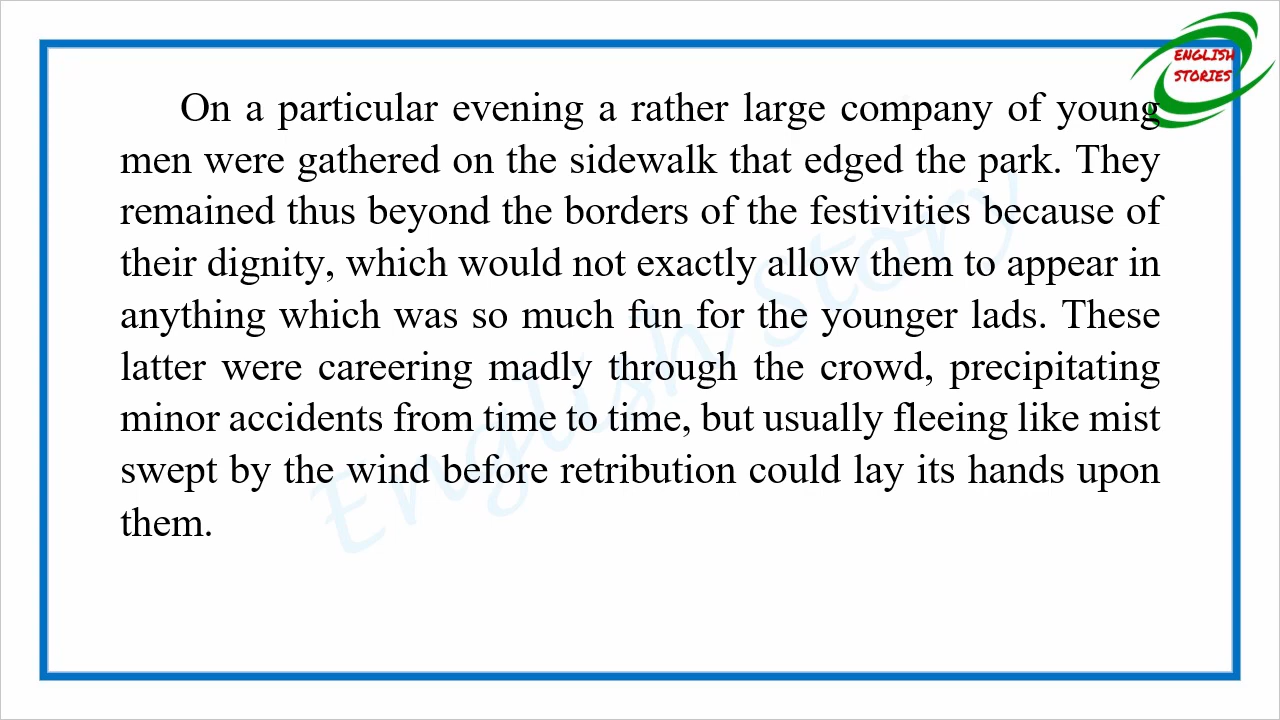 ENGLISH
STORIES
On a particular evening a rather large company of young
men were gathered on the sidewalk that edged the park. They
remained thus beyond the borders of the festivities because of
their dignity, which would not exactly allow them to appear in
anything which was so much fun for the younger lads. These
latter were careering madly through the crowd, precipitating
minor accidents from time to time, but usually fleeing like mist
swept by the wind before retribution could lay its hands upon
them.
English Story